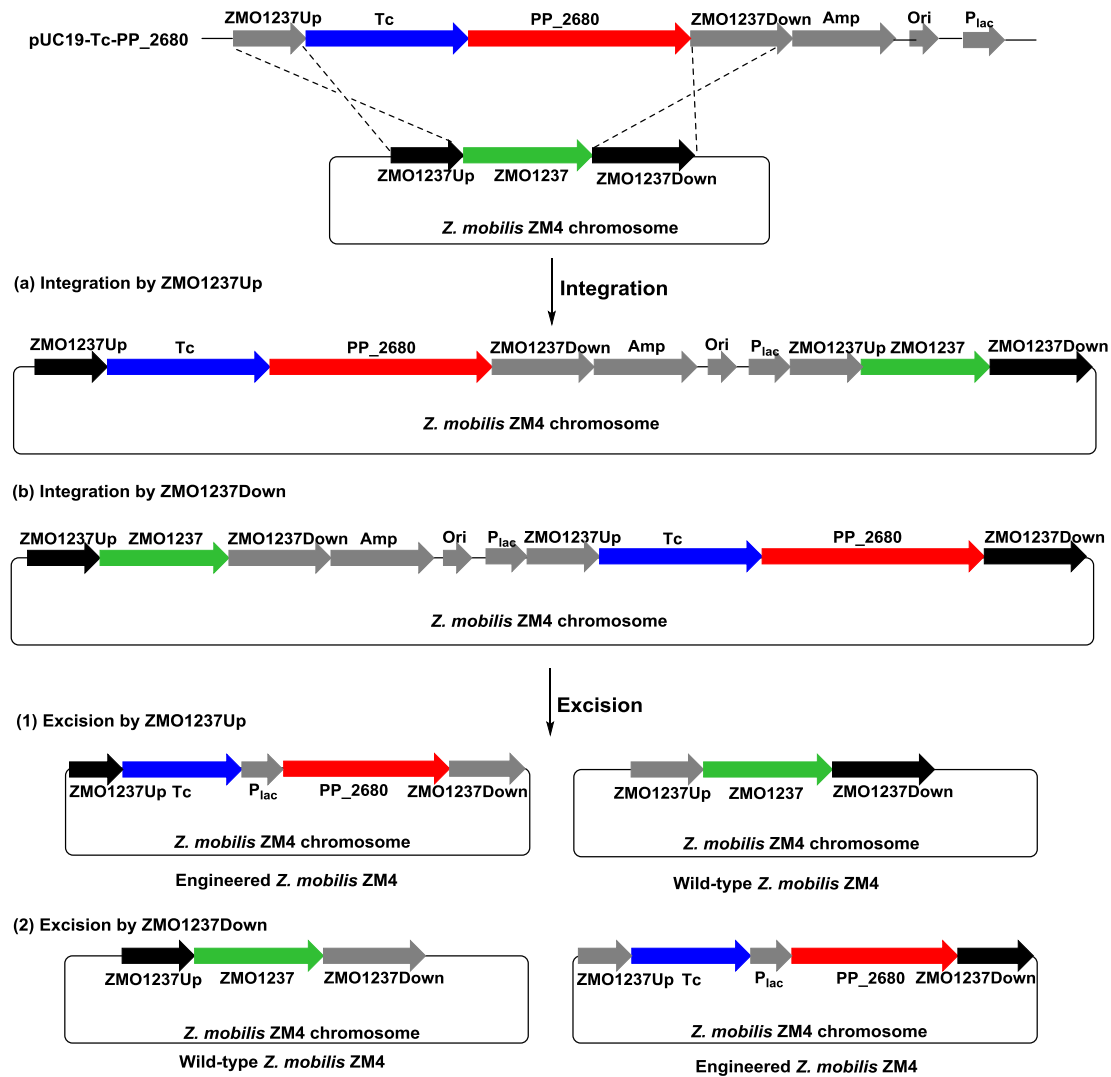 ZMO1237Up Tc PP_2680 ZMO1237Down Amp Ori Plac
pUC19-Tc-PP_2680
ZMO1237Up ZMO1237 ZMO1237Down
Z. mobilis ZM4 chromosome
(a) Integration by ZMO1237Up
Integration
ZMO1237Up Tc PP_2680 ZMO1237Down Amp Ori Plac ZMO1237Up ZMO1237 ZMO1237Down
Z. mobilis ZM4 chromosome
(b) Integration by ZMO1237Down
ZMO1237Up ZMO1237 ZMO1237Down Amp Ori Plac ZMO1237Up Tc PP_2680 ZMO1237Down
Z. mobilis ZM4 chromosome
Excision
(1) Excision by ZMO1237Up
ZMO1237Up Tc Plac PP_2680 ZMO1237Down
Z. mobilis ZM4 chromosome
Engineered Z. mobilis ZM4
ZMO1237Up ZMO1237 ZMO1237Down
Z. mobilis ZM4 chromosome
Wild-type Z. mobilis ZM4
(2) Excision by ZMO1237Down
ZMO1237Up ZMO1237 ZMO1237Down
Z. mobilis ZM4 chromosome
Wild-type Z. mobilis ZM4
ZMO1237Up Tc Plac PP_2680 ZMO1237Down
Z. mobilis ZM4 chromosome
Engineered Z. mobilis ZM4